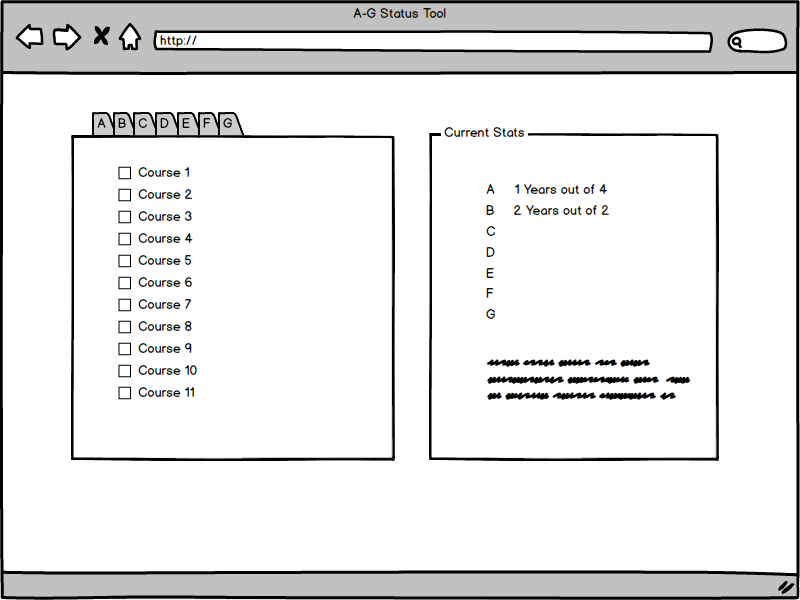 A-G Status Tool
http://
A B C D E F G
Course 1
Course 2
Course 3
Course 4
Course 5
Course 6
Course 7
Course 8
Course 9
Course 10
Course 11
Current Stats
A 1 Years out of 4
B 2 Years out of 2
C
D
E
F
G